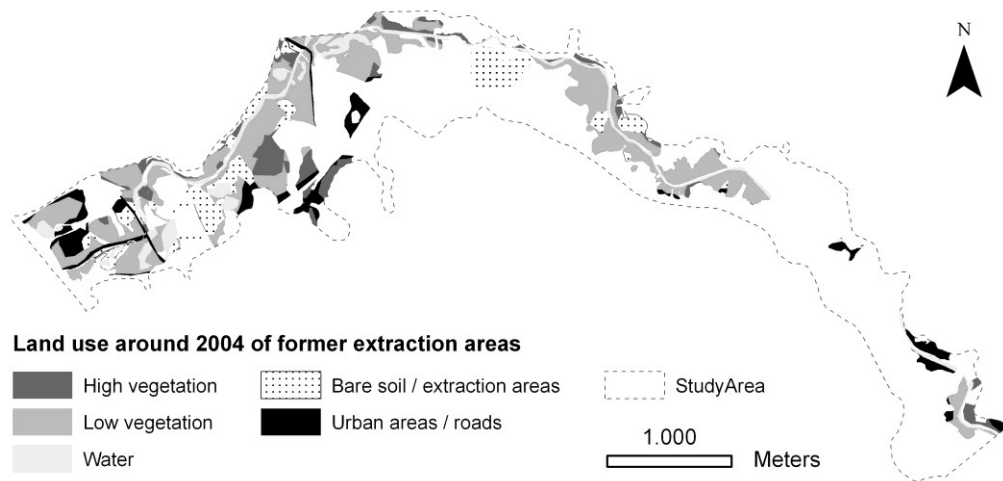 N
Land use around 2004 of former extraction areas
High vegetation
Bare soil / extraction areas
StudyArea
Low vegetation
Urban areas / roads
Water
1.000
Meters